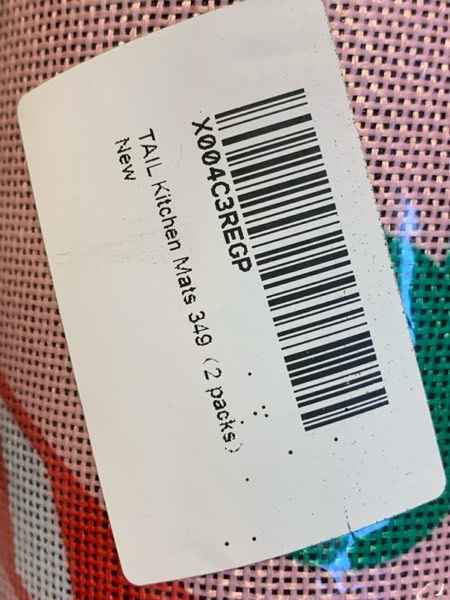 X004C3REGP
TAIL Kitchen Mats 349 (2 packs)
New